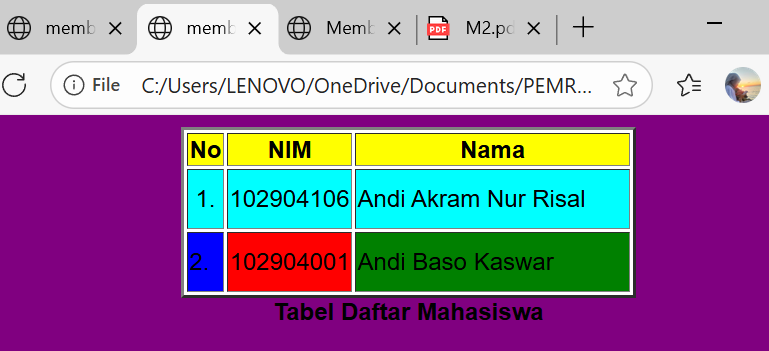 memb memb Memb PDF M2.pd
File C:/Users/LENOVO/OneDrive/Documents/PEMR...
No NIM Nama
1. 102904106 Andi Akram Nur Risal
2. 102904001 Andi Baso Kaswar
Tabel Daftar Mahasiswa